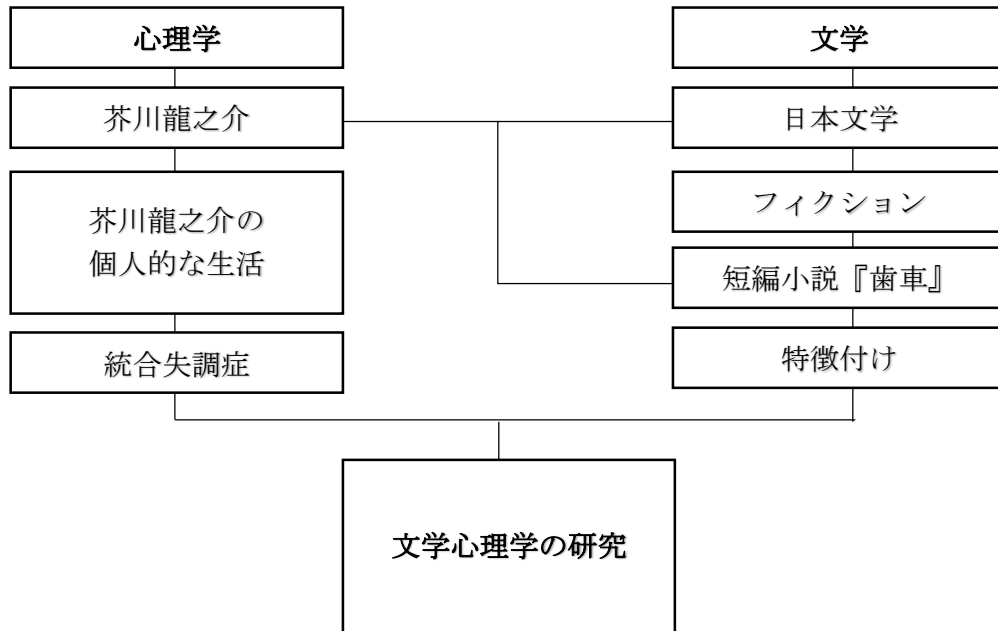 心理学
芥川龍之介
芥川龍之介の
個人的な生活
統合失調症
文学
日本文学
フィクション
短編小説『歯車』
特徴付け
文学心理学の研究